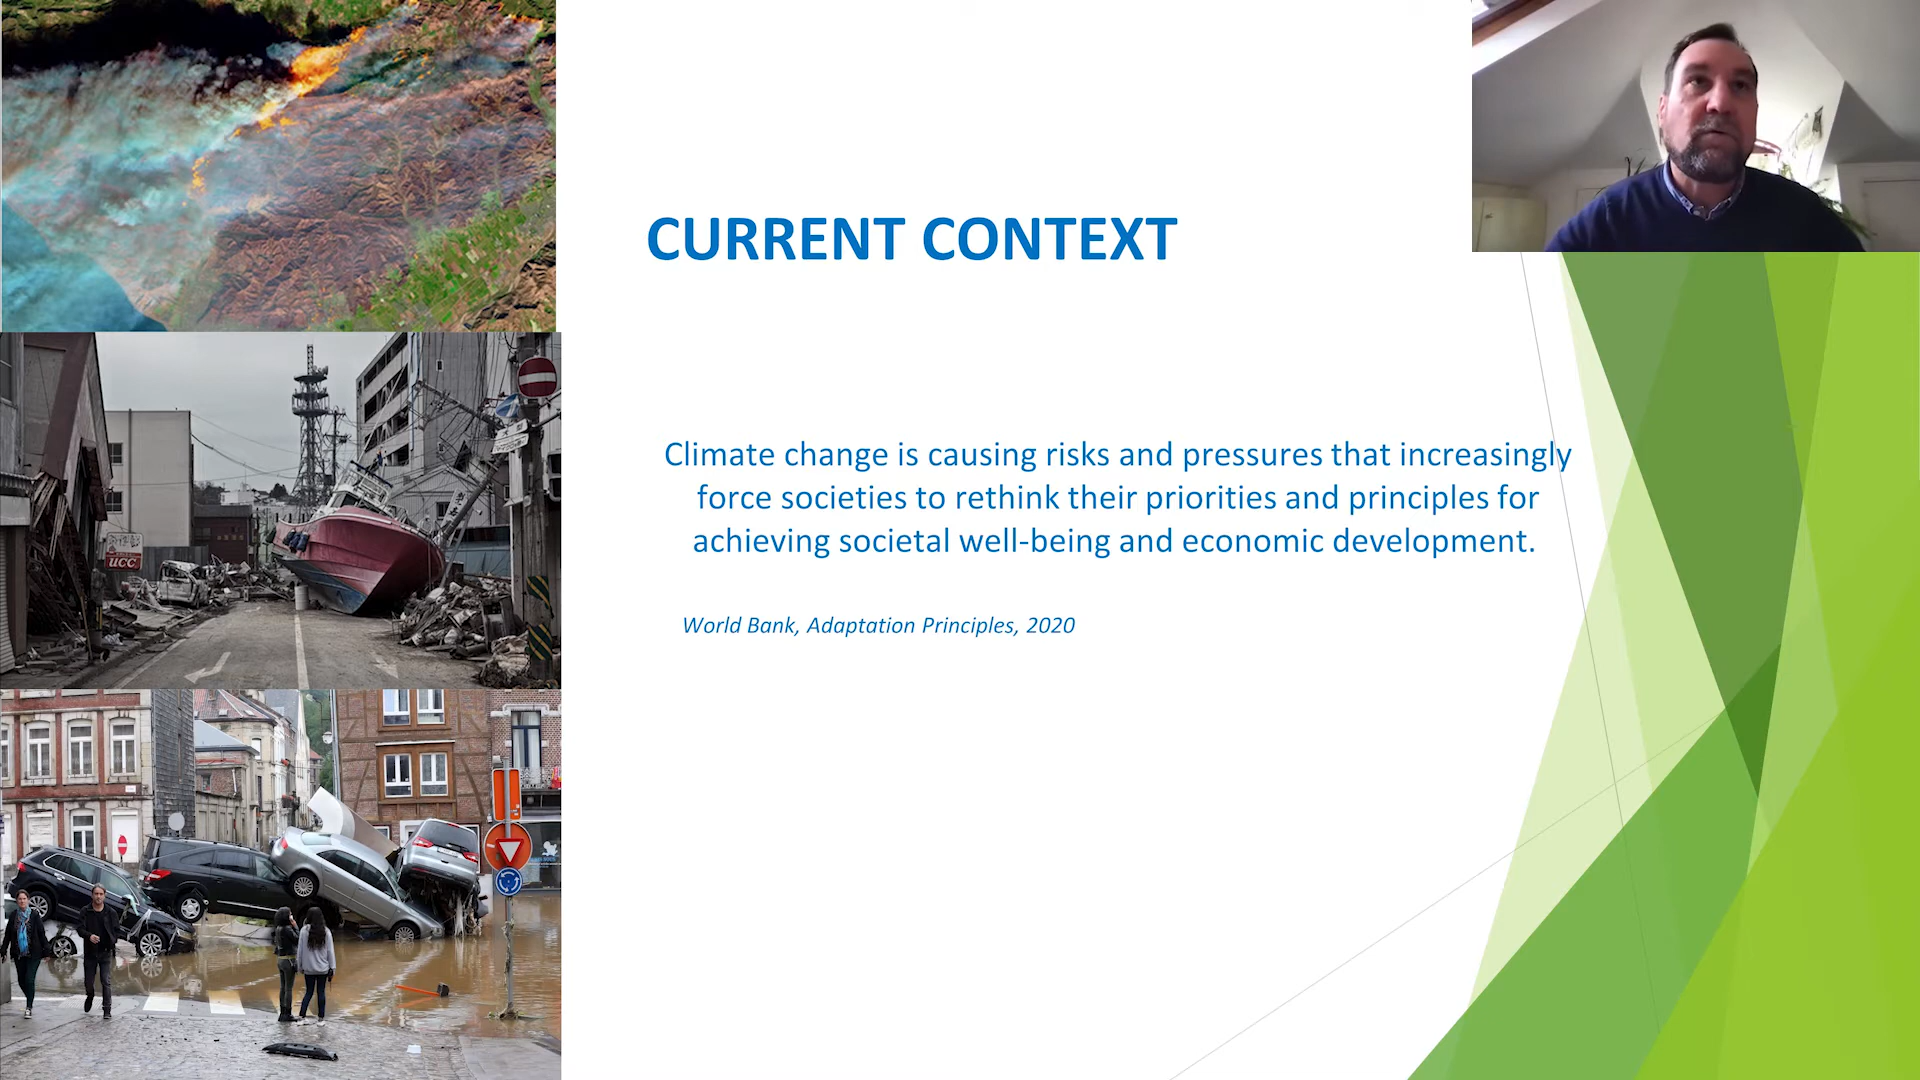 CURRENT CONTEXT
Climate change is causing risks and pressures that increasingly
force societies to rethink their priorities and principles for
achieving societal well-being and economic development.
World Bank, Adaptation Principles, 2020
UCC